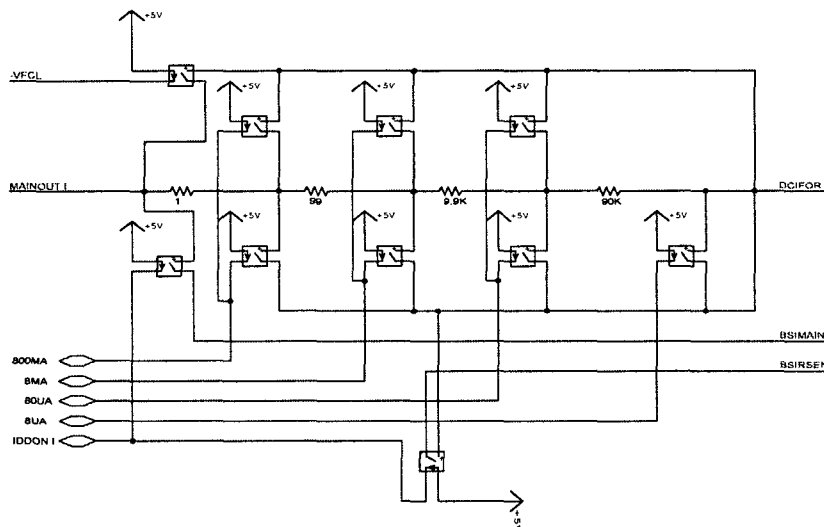 +5V
-VFCL
+5V
+5V
+5V
MAINOUT I
DCIFOR
1
99
9.9K
90K
+5V
+5V
+5V
+5V
+5V
BSIMAIN
800MA
8MA
BSIRSEN
80UA
8UA
IDDON I